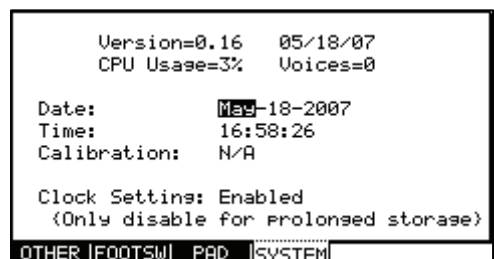 Version=0.16 05/18/07
CPU Usage=3% Voices=0
Date: May-18-2007
Time: 16:58:26
Calibration: N/A
Clock Setting: Enabled
(Only disable for prolonged storage)
OTHER FOOTSW PAD SYSTEM